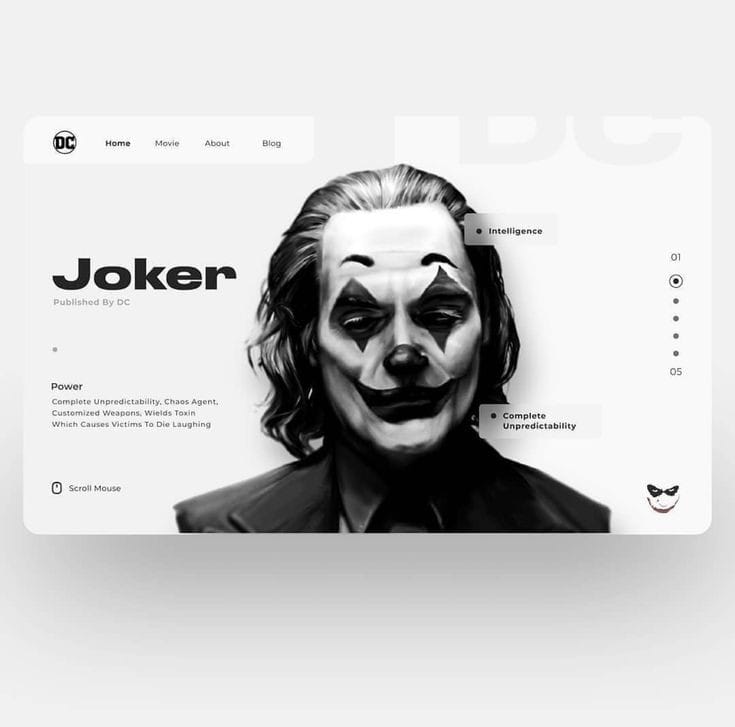 DC
DC Home Movie About Blog
Intelligence
01
Joker
Published By DC
Power
Complete Unpredictability, Chaos Agent,
Customized Weapons, Wields Toxin
Which Causes Victims To Die Laughing
05
Complete
Unpredictability
Scroll Mouse